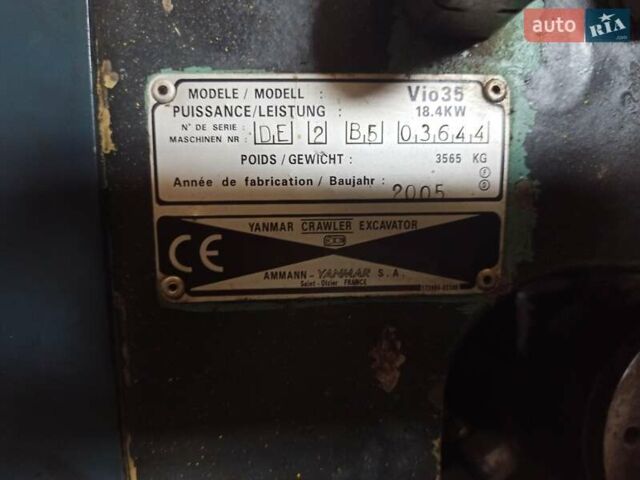 auto RIA.com
MODELE / MODELL : Vio35
PUISSANCE/LEISTUNG : 18.4KW
N° DE SERIE : DE 2 B5 03644
MASCHINEN NR :
POIDS / GEWICHT : 3565 KG
Année de fabrication / Baujahr : 2005
YANMAR CRAWLER EXCAVATOR
CE
AMMANN - YANMAR S.A.
Saint - Dizier FRANCE